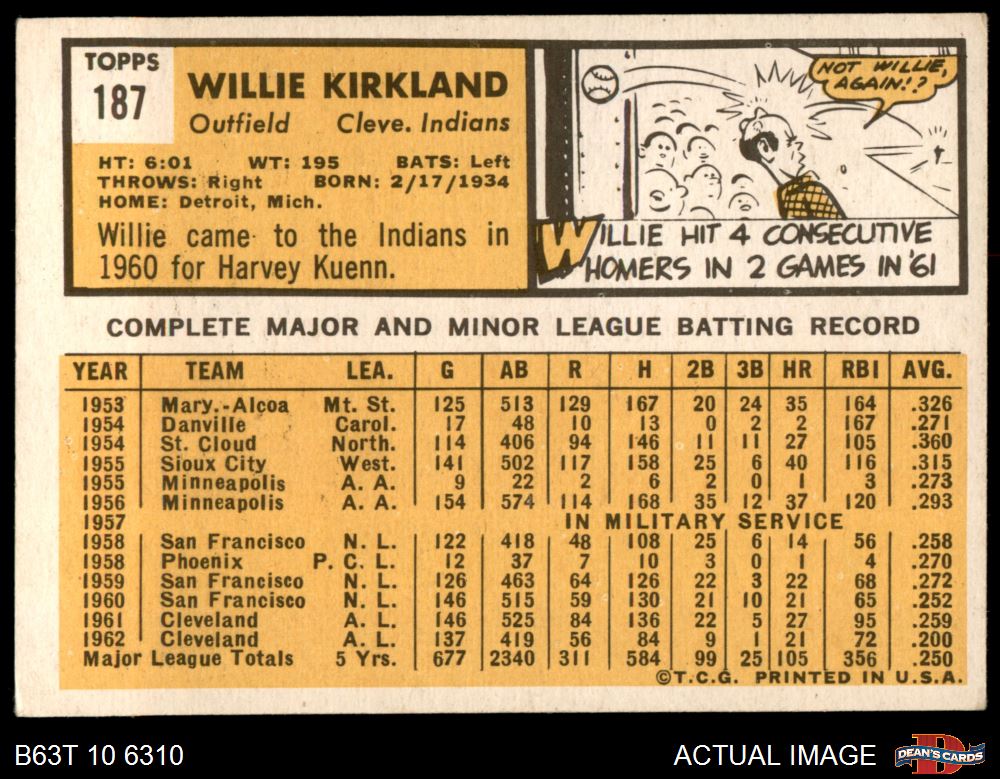 TOPPS
187
WILLIE KIRKLAND
Outfield Cleve. Indians
HT: 6:01 WT: 195 BATS: Left
THROWS: Right BORN: 2/17/1934
HOME: Detroit, Mich.
Willie came to the Indians in
1960 for Harvey Kuenn.
NOT WILLIE,
AGAIN!?
WILLIE HIT 4 CONSECUTIVE
HOMERS IN 2 GAMES IN '61
COMPLETE MAJOR AND MINOR LEAGUE BATTING RECORD
YEAR TEAM LEA. G AB R H 2B 3B HR RBI AVG.
1953 Mary.-Alcoa Mt. St. 125 513 129 167 20 24 35 164 .326
1954 Danville Carol. 17 48 10 13 0 2 2 167 .271
1954 St. Cloud North. 114 406 94 146 11 11 27 105 .360
1955 Sioux City West. 141 502 117 158 25 6 40 116 .315
1955 Minneapolis A. A. 9 22 2 6 2 0 1 3 .273
1956 Minneapolis A. A. 154 574 114 168 35 12 37 120 .293
1957 IN MILITARY SERVICE
1958 San Francisco N. L. 122 418 48 108 25 6 14 56 .258
1958 Phoenix P. C. L. 12 37 7 10 3 0 1 4 .270
1959 San Francisco N. L. 126 463 64 126 22 3 22 68 .272
1960 San Francisco N. L. 146 515 59 130 21 10 21 65 .252
1961 Cleveland A. L. 146 525 84 136 22 5 27 95 .259
1962 Cleveland A. L. 137 419 56 84 9 1 21 72 .200
Major League Totals 5 Yrs. 677 2340 311 584 99 25 105 356 .250
©T.C.G. PRINTED IN U.S.A.
B63T 10 6310 ACTUAL IMAGE
DEAN'S CARDS